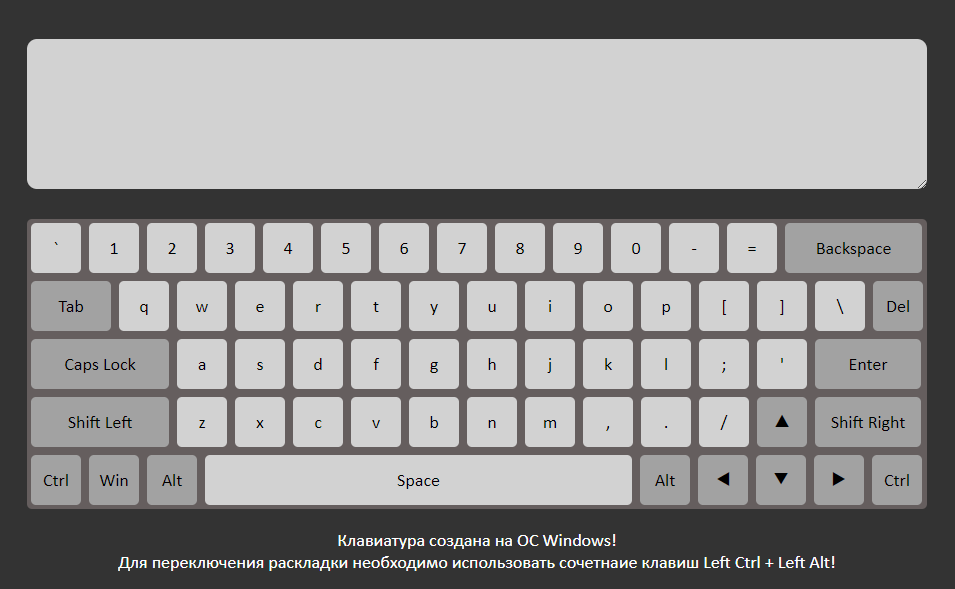 ` 1 2 3 4 5 6 7 8 9 0 - = Backspace
Tab q w e r t y u i o p [ ] \ Del
Caps Lock a s d f g h j k l ; ' Enter
Shift Left z x c v b n m , . / ▲ Shift Right
Ctrl Win Alt Space Alt ◄ ▼ ► Ctrl
Клавиатура создана на ОС Windows!
Для переключения раскладки необходимо использовать сочетнаие клавиш Left Ctrl + Left Alt!